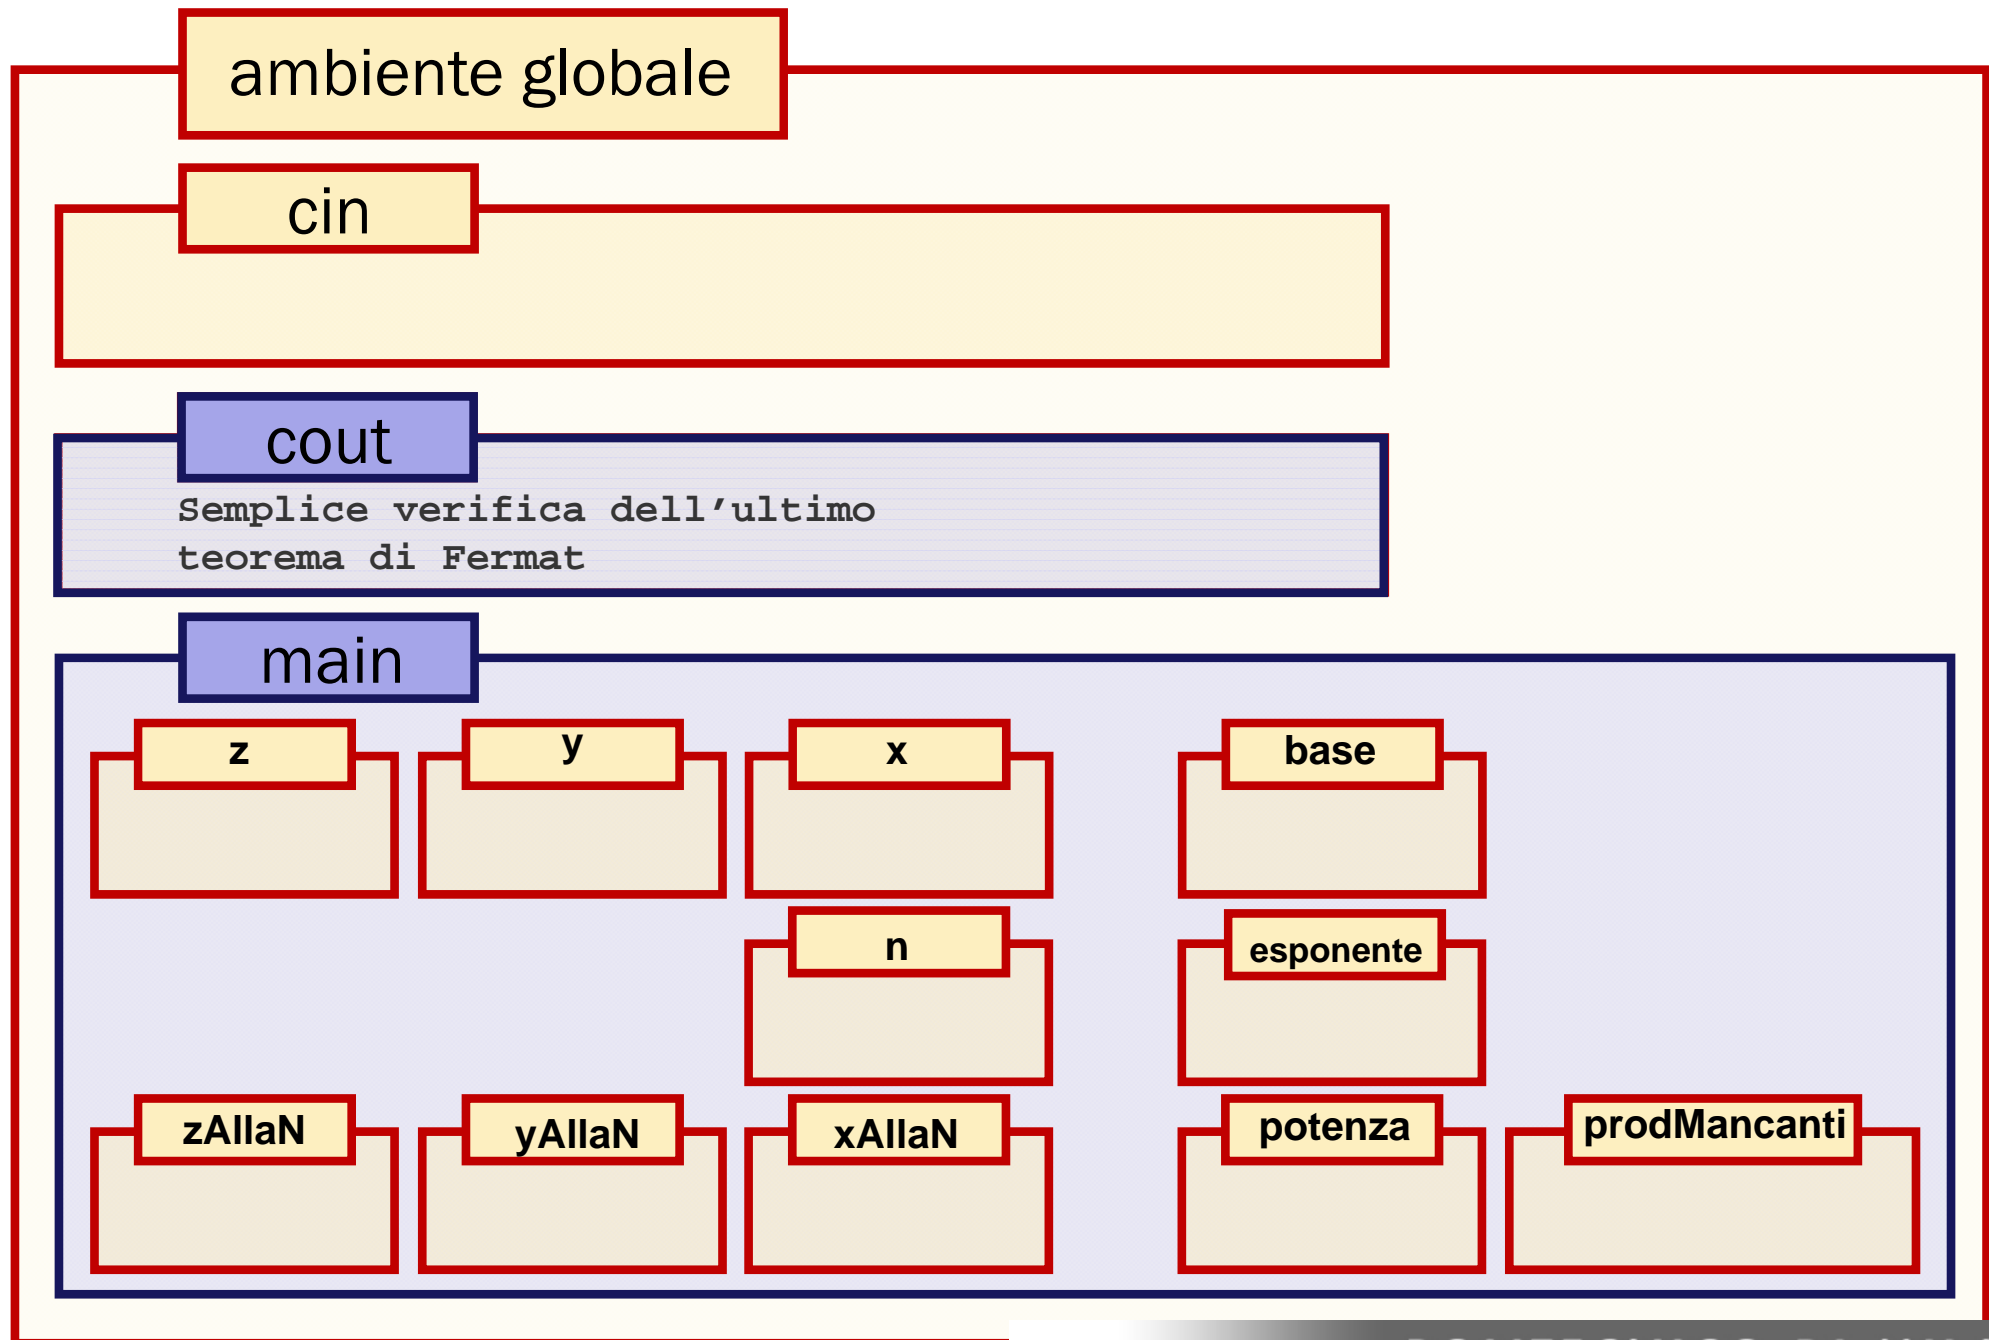 ambiente globale
cin
cout
Semplice verifica dell’ultimo
teorema di Fermat
main
z y x base
n esponente
zAllaN yAllaN xAllaN potenza prodMancanti